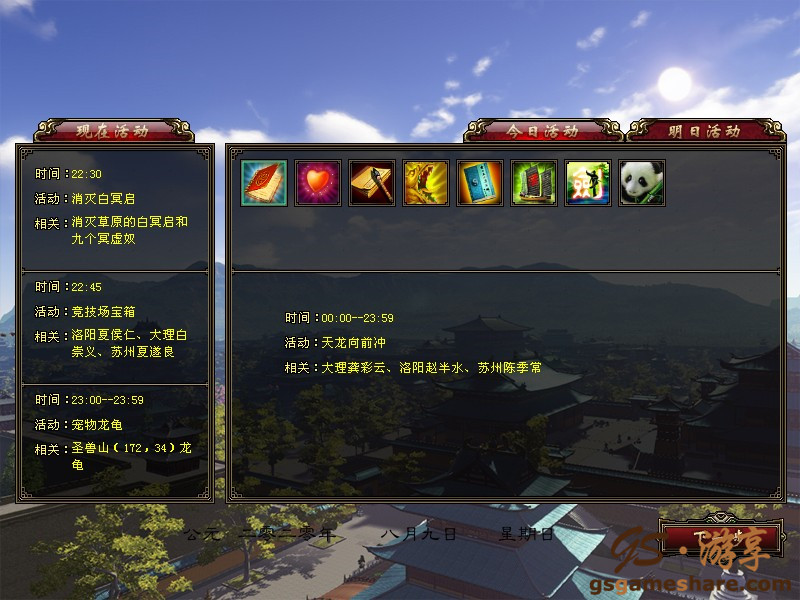 现在活动
今日活动
明日活动
时间：22:30
活动：消灭白冥启
相关：消灭草原的白冥启和
九个冥虚奴
时间：22:45
活动：竞技场宝箱
相关：洛阳夏侯仁、大理白
崇义、苏州夏遂良
时间：23:00--23:59
活动：宠物龙龟
相关：圣兽山（172，34）龙
龟
时间：00:00--23:59
活动：天龙向前冲
相关：大理龚彩云、洛阳赵半水、苏州陈季常
公元 二零二零年 八月九日 星期日
下
GS·游享
gsgameshare.com